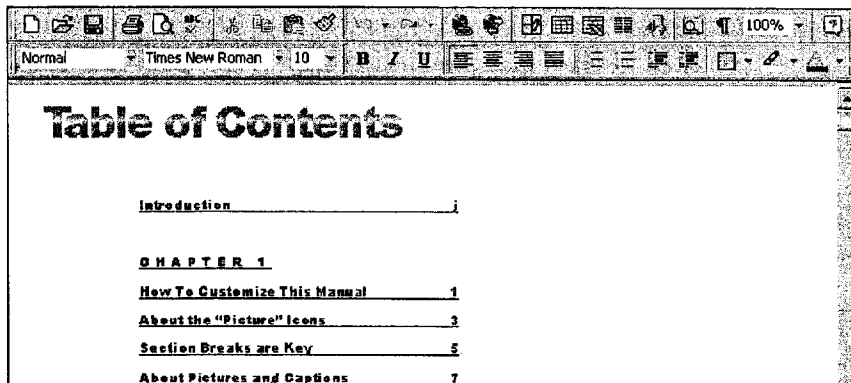 100%
Normal Times New Roman 10 B I U
Table of Contents
Introduction i
CHAPTER 1
How To Customize This Manual 1
About the "Picture" Icons 3
Section Breaks are Key 5
About Pictures and Captions 7